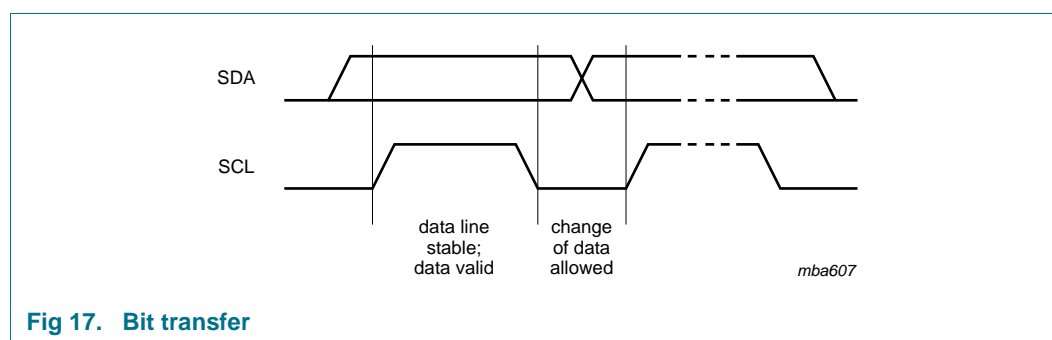 SDA
SCL
data line
stable;
data valid
change
of data
allowed
mba607
Fig 17. Bit transfer